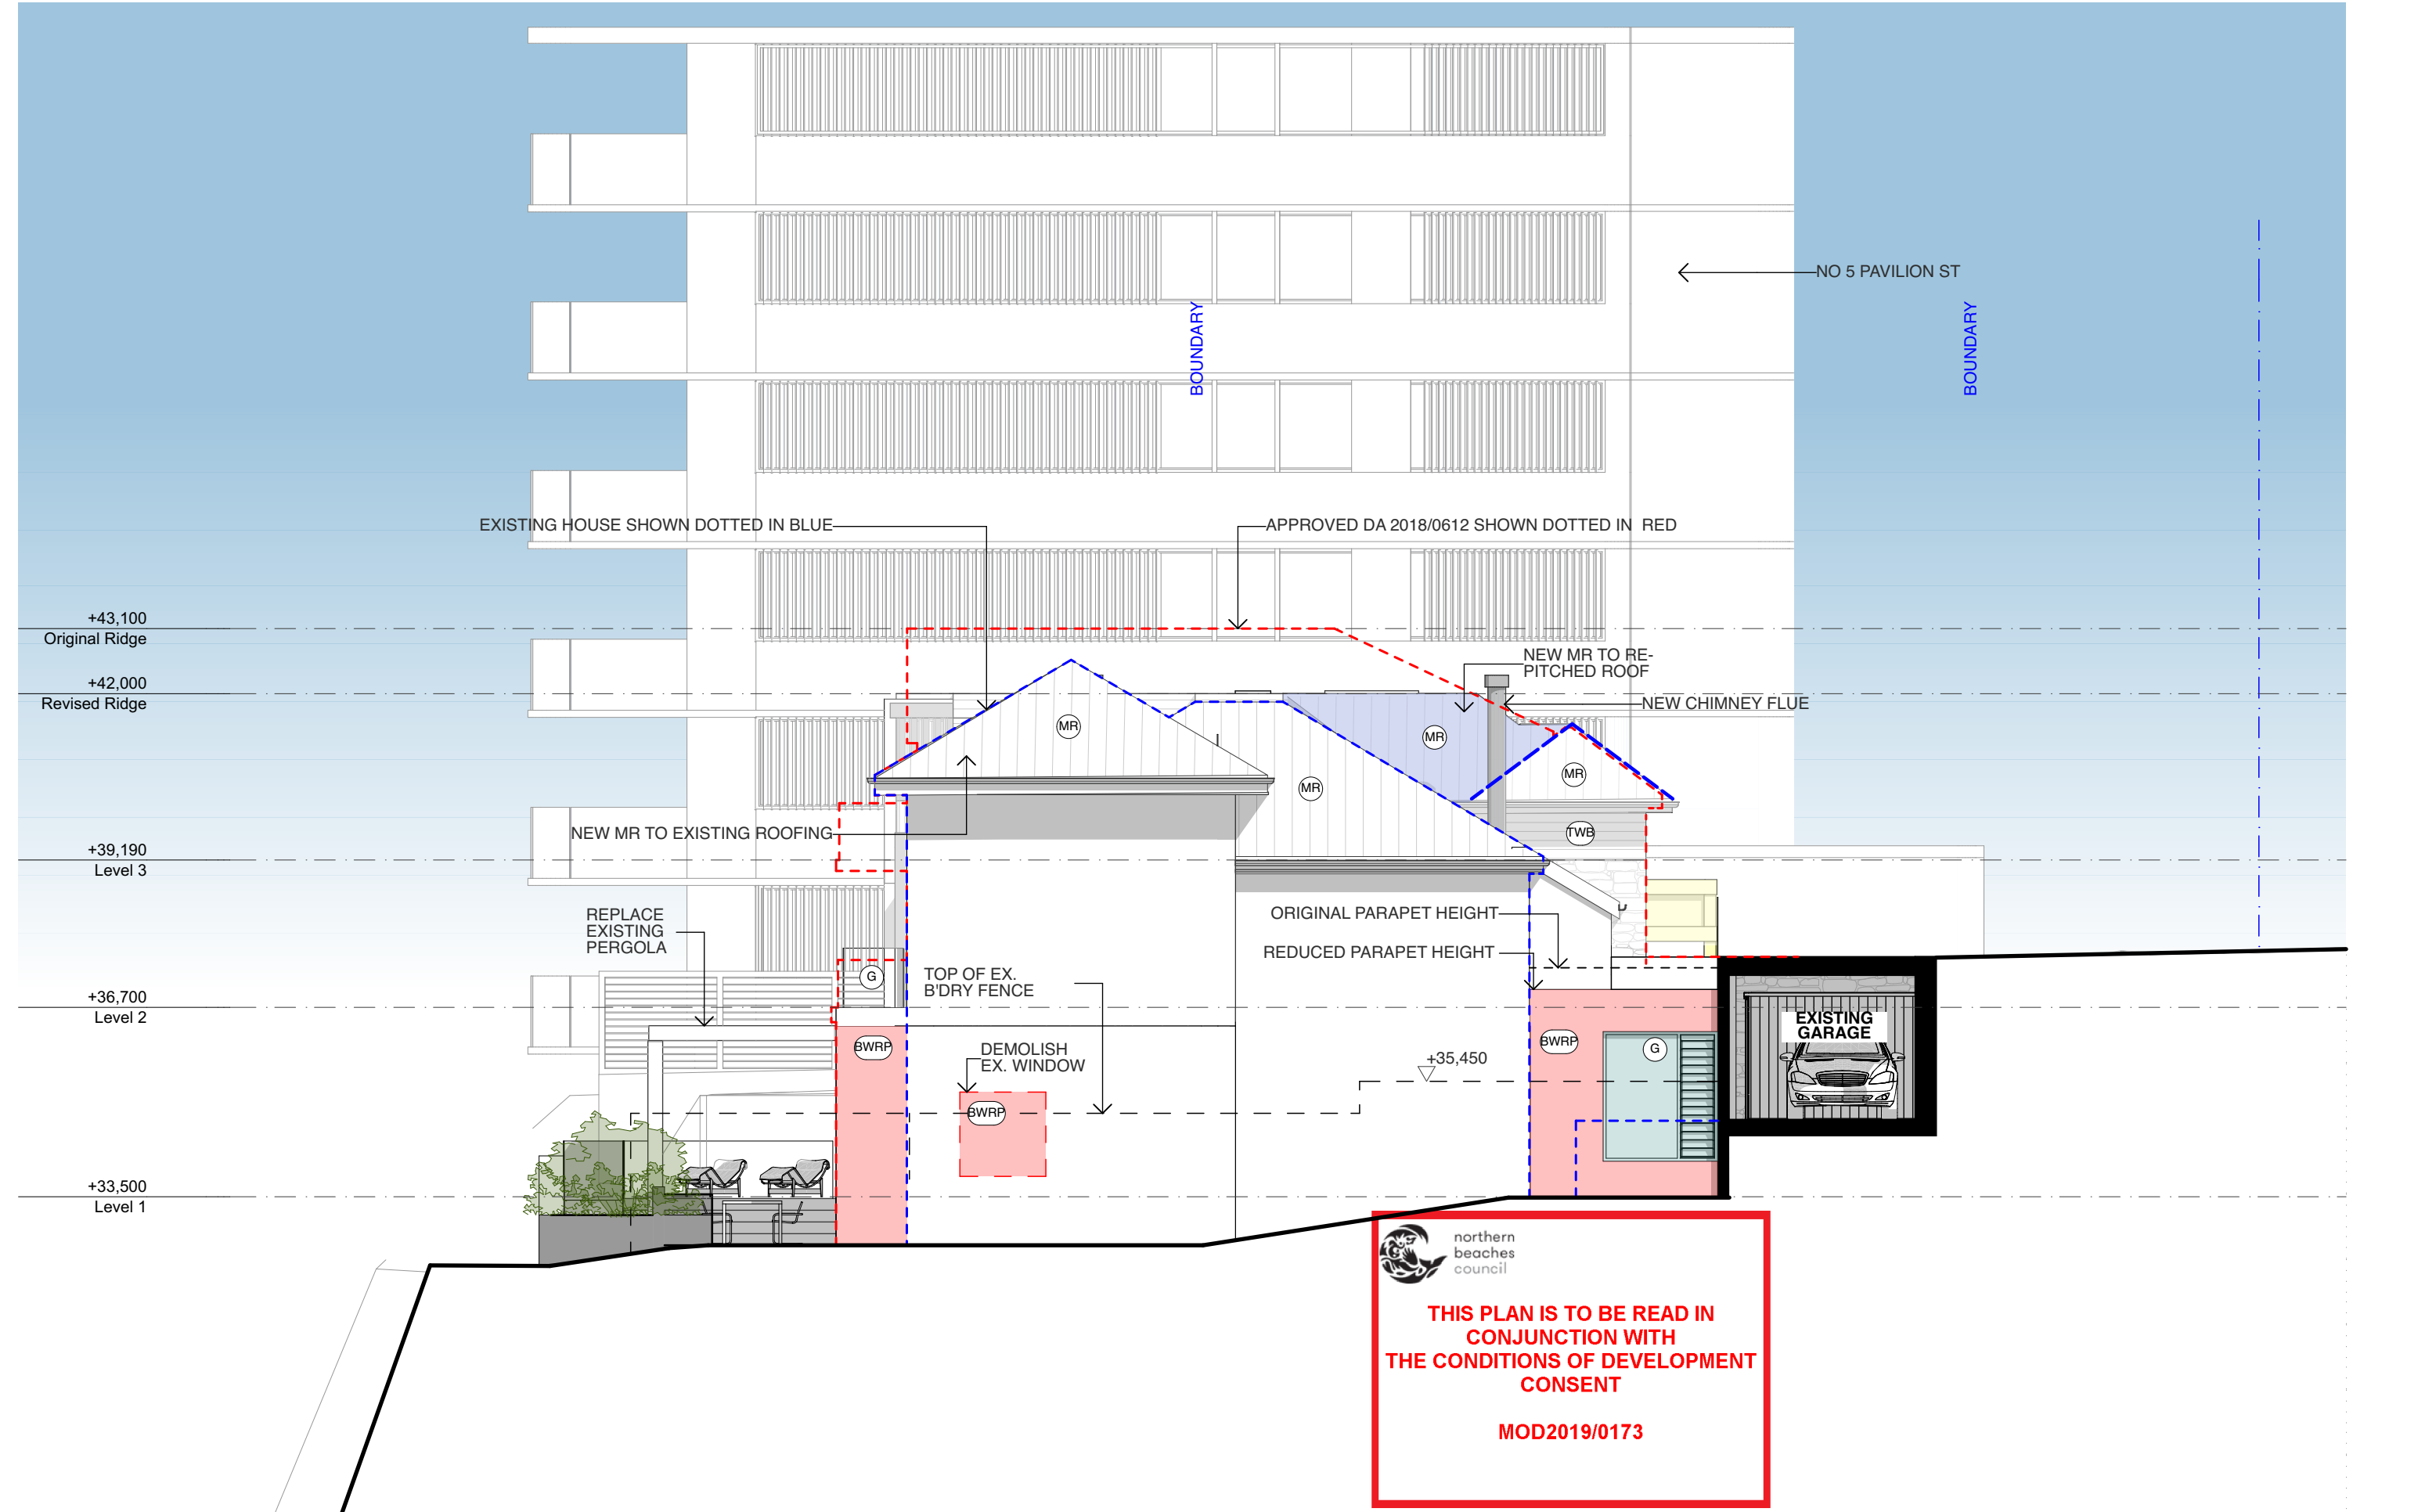 NO 5 PAVILION ST
BOUNDARY
BOUNDARY
EXISTING HOUSE SHOWN DOTTED IN BLUE
APPROVED DA 2018/0612 SHOWN DOTTED IN RED
+43,100
Original Ridge
NEW MR TO RE-
PITCHED ROOF
+42,000
Revised Ridge
NEW CHIMNEY FLUE
MR
MR
MR
MR
NEW MR TO EXISTING ROOFING
TWB
+39,190
Level 3
REPLACE
EXISTING
PERGOLA
ORIGINAL PARAPET HEIGHT
REDUCED PARAPET HEIGHT
G
TOP OF EX.
B'DRY FENCE
+36,700
Level 2
EXISTING
GARAGE
BWRP
DEMOLISH
EX. WINDOW
BWRP
G
+35,450
BWRP
+33,500
Level 1
northern
beaches
council
THIS PLAN IS TO BE READ IN
CONJUNCTION WITH
THE CONDITIONS OF DEVELOPMENT
CONSENT
MOD2019/0173